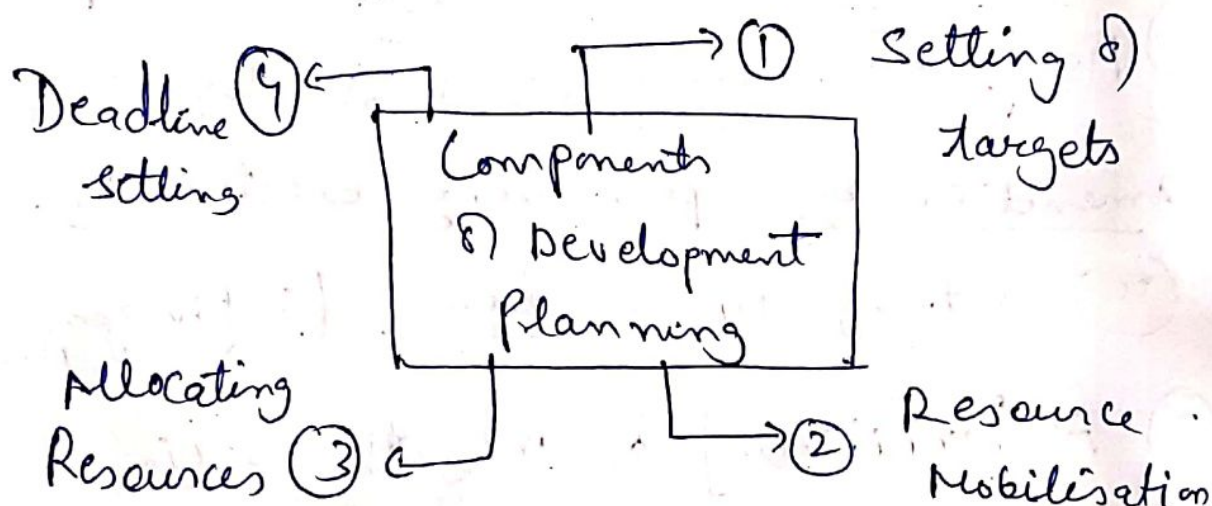 ① Setting of
targets
Deadline ④
setting
Components
of Development
Planning
Allocating
Resources ③
② Resource
Mobilisation